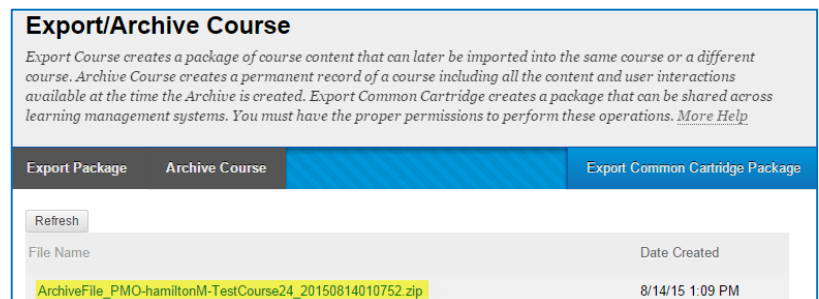 Export/Archive Course
Export Course creates a package of course content that can later be imported into the same course or a different
course. Archive Course creates a permanent record of a course including all the content and user interactions
available at the time the Archive is created. Export Common Cartridge creates a package that can be shared across
learning management systems. You must have the proper permissions to perform these operations. More Help
Export Package Archive Course Export Common Cartridge Package
Refresh
File Name Date Created
ArchiveFile_PMO-hamiltonM-TestCourse24_20150814010752.zip 8/14/15 1:09 PM